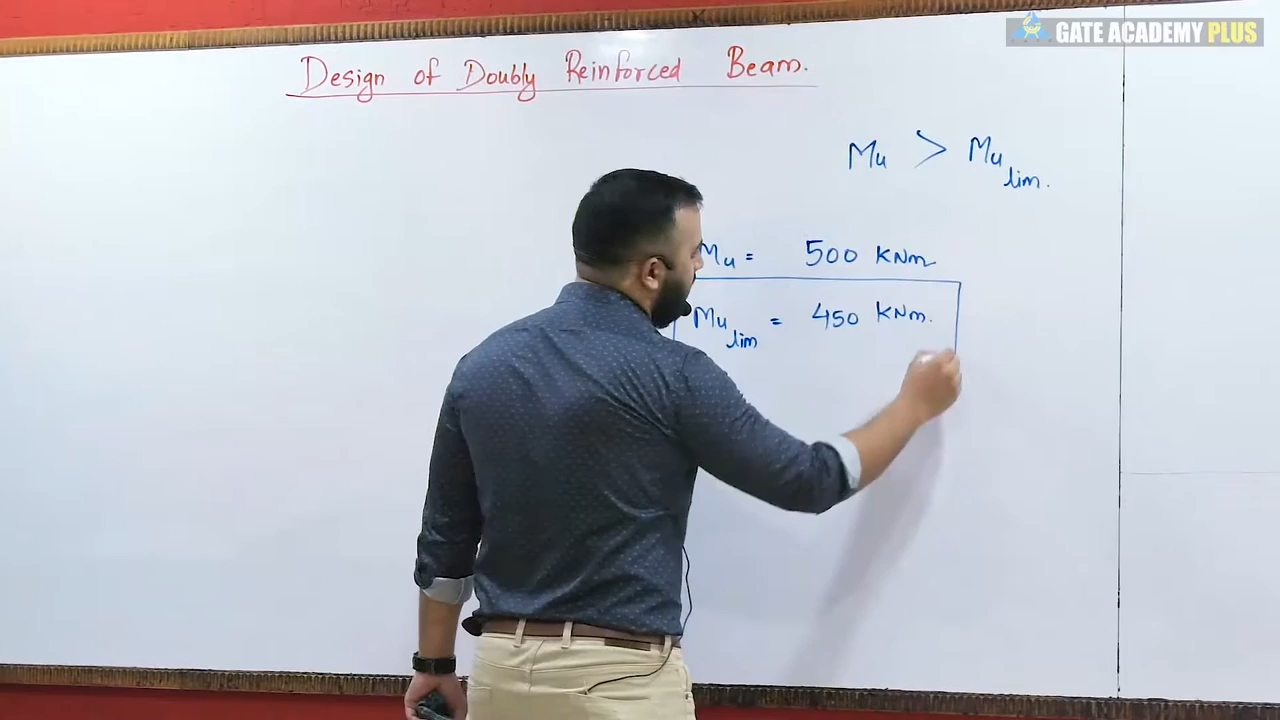 GATE ACADEMY PLUS
Design of Doubly Reinforced Beam.
Mu > Mu lim.
Mu = 500 KNm
Mu lim = 450 KNm.